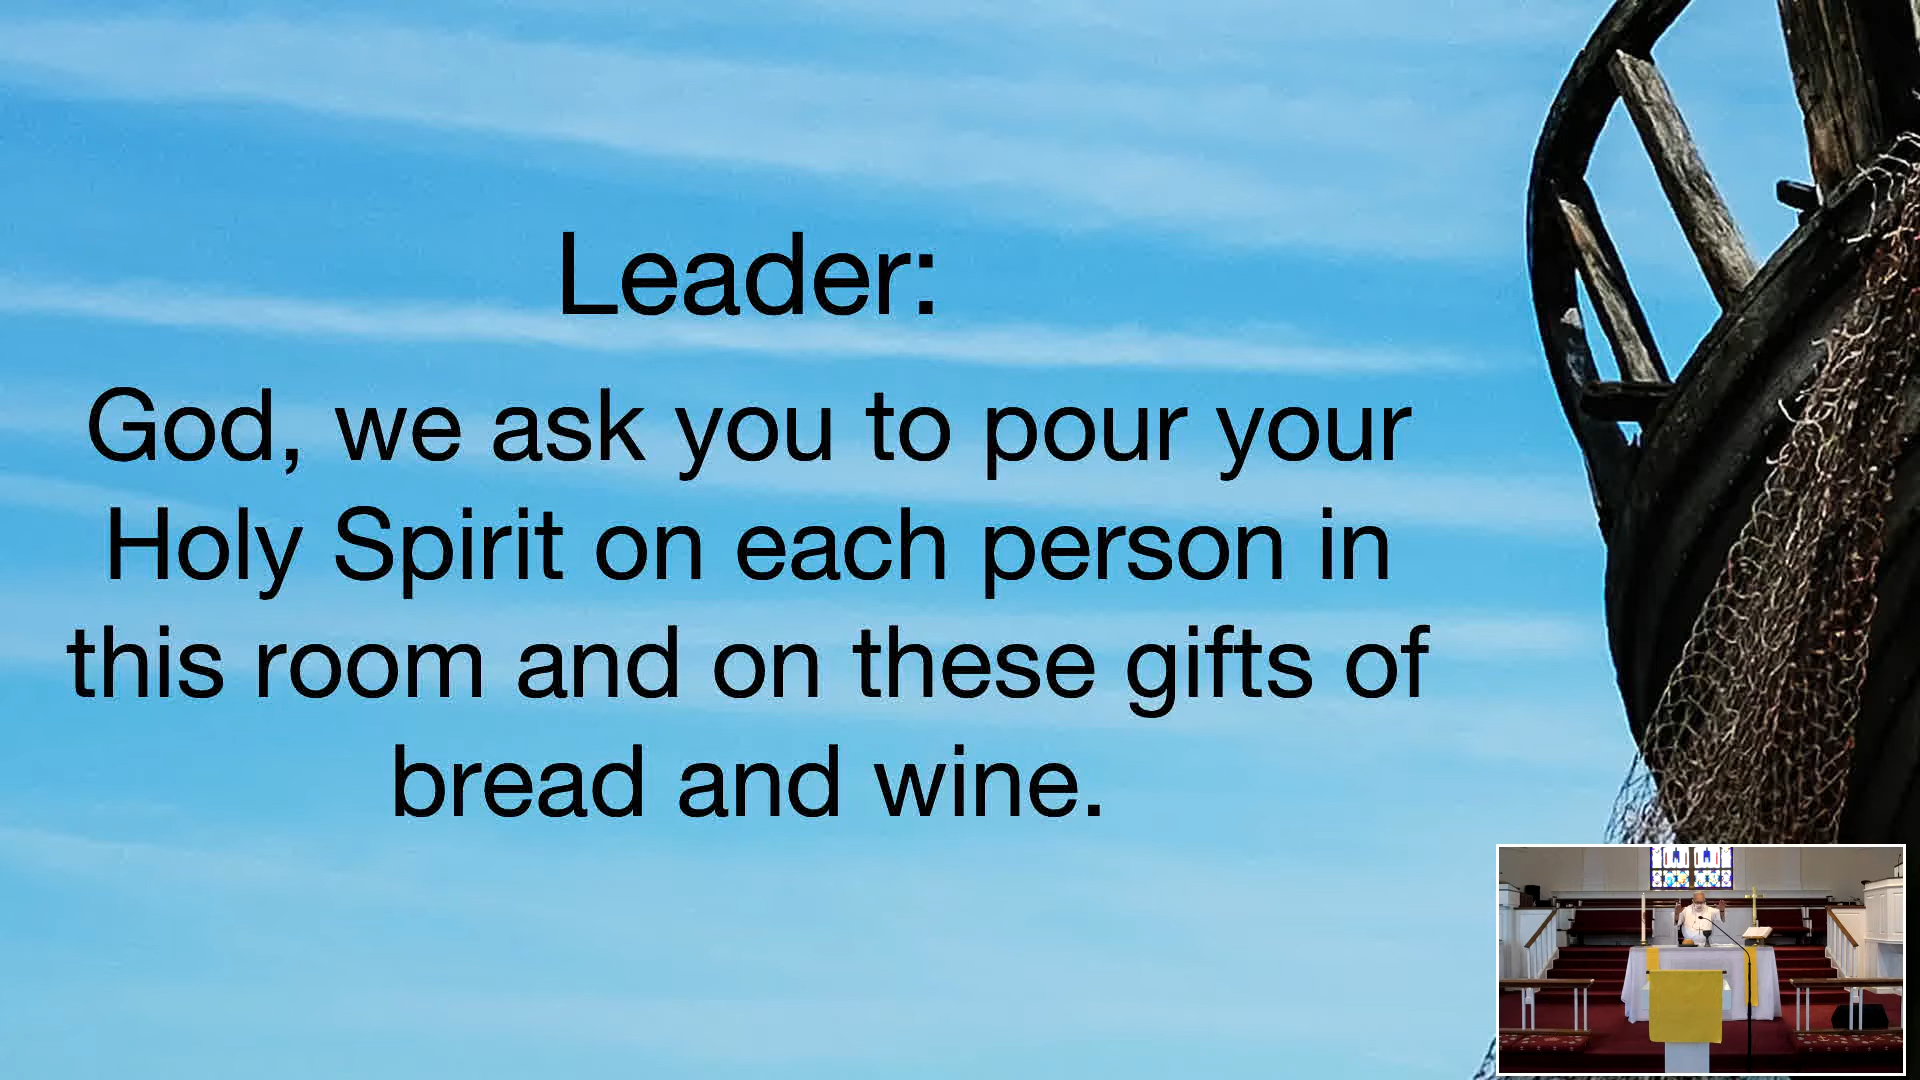 Leader:
God, we ask you to pour your
Holy Spirit on each person in
this room and on these gifts of
bread and wine.